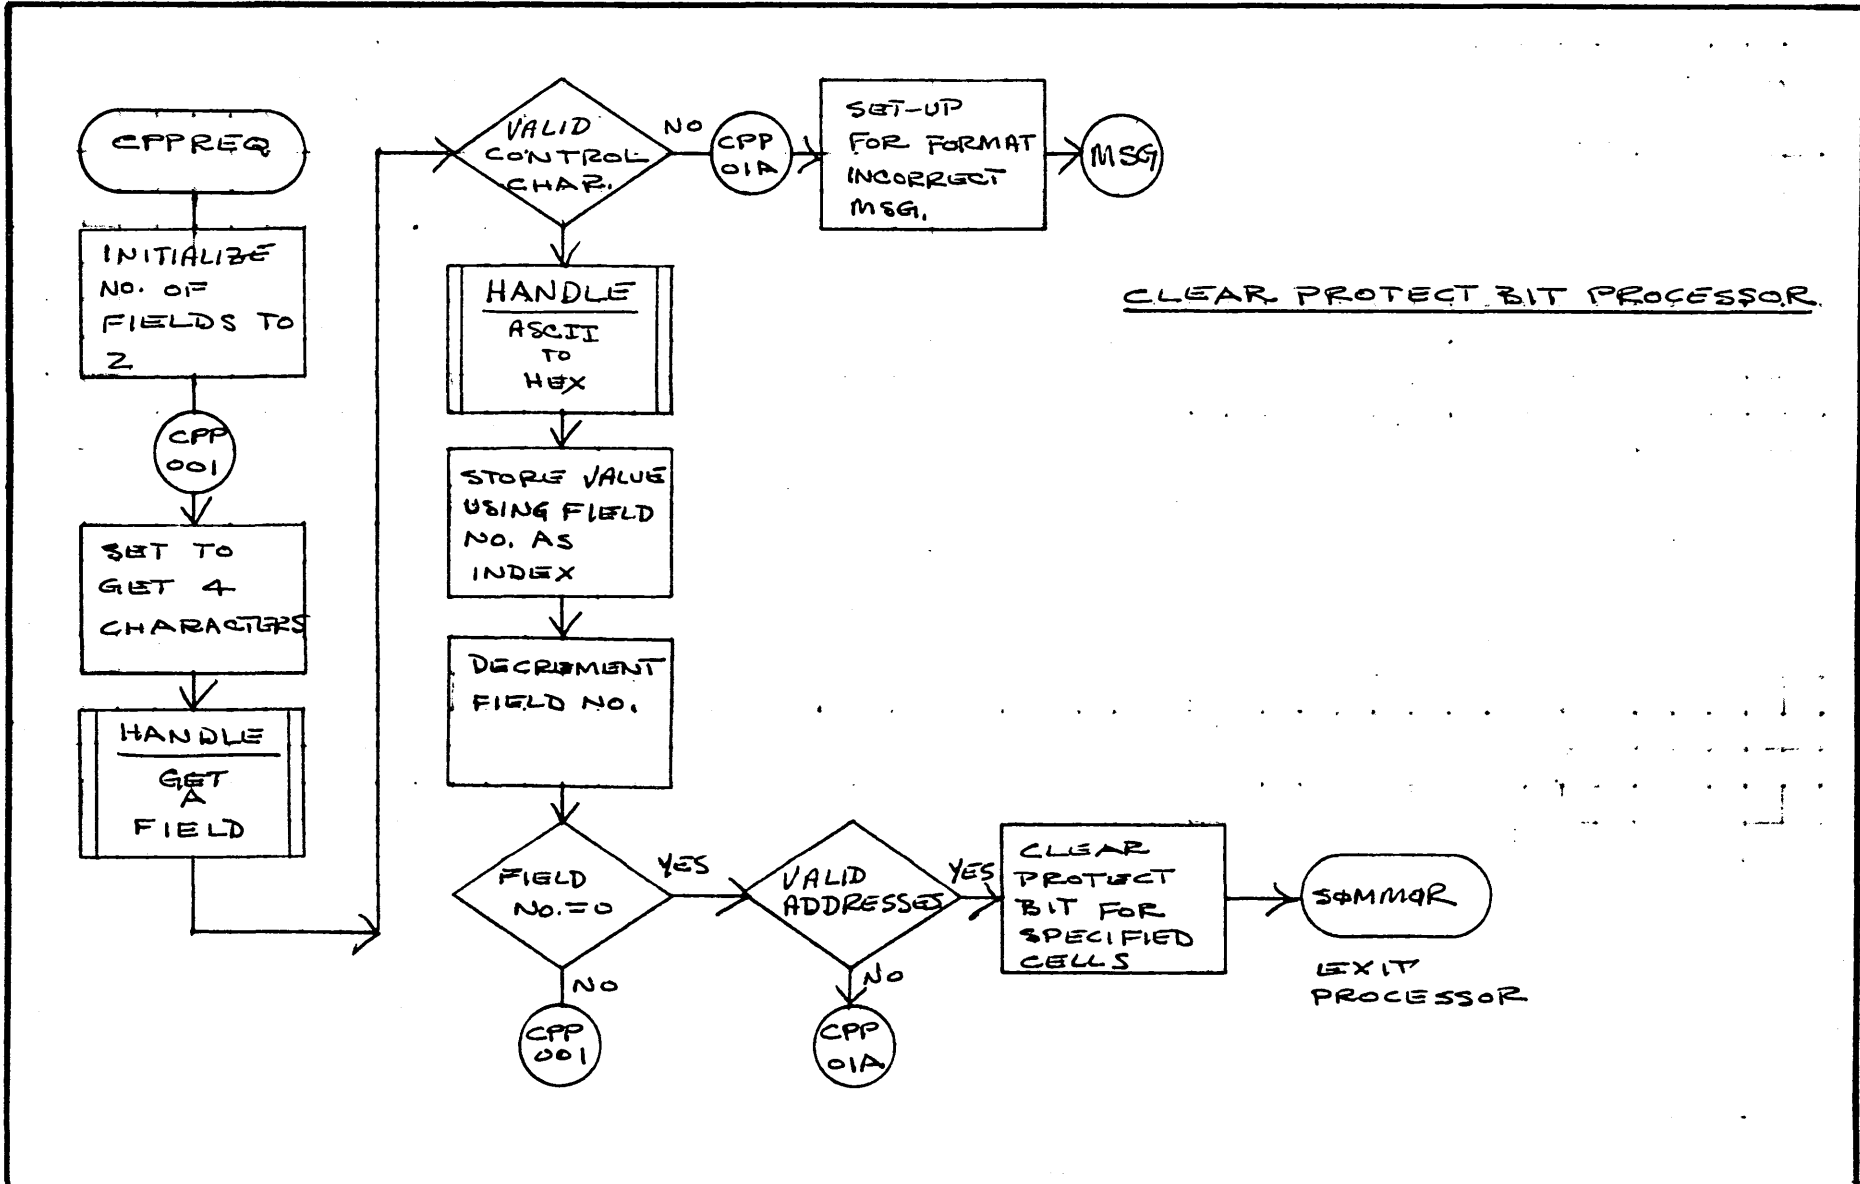 CPPREQ
INITIALIZE
NO. OF
FIELDS TO
2
CPP
001
SET TO
GET 4
CHARACTERS
HANDLE
GET
A
FIELD
VALID
CONTROL
CHAR.
NO
CPP
01A
SET-UP
FOR FORMAT
INCORRECT
MSG.
MSG
HANDLE
ASCII
TO
HEX
CLEAR PROTECT BIT PROCESSOR
STORE VALUE
USING FIELD
NO. AS
INDEX
DECREMENT
FIELD NO.
FIELD
NO.=0
YES
NO
CPP
001
VALID
ADDRESSES
YES
NO
CPP
01A
CLEAR
PROTECT
BIT FOR
SPECIFIED
CELLS
SØMMØR
EXIT
PROCESSOR